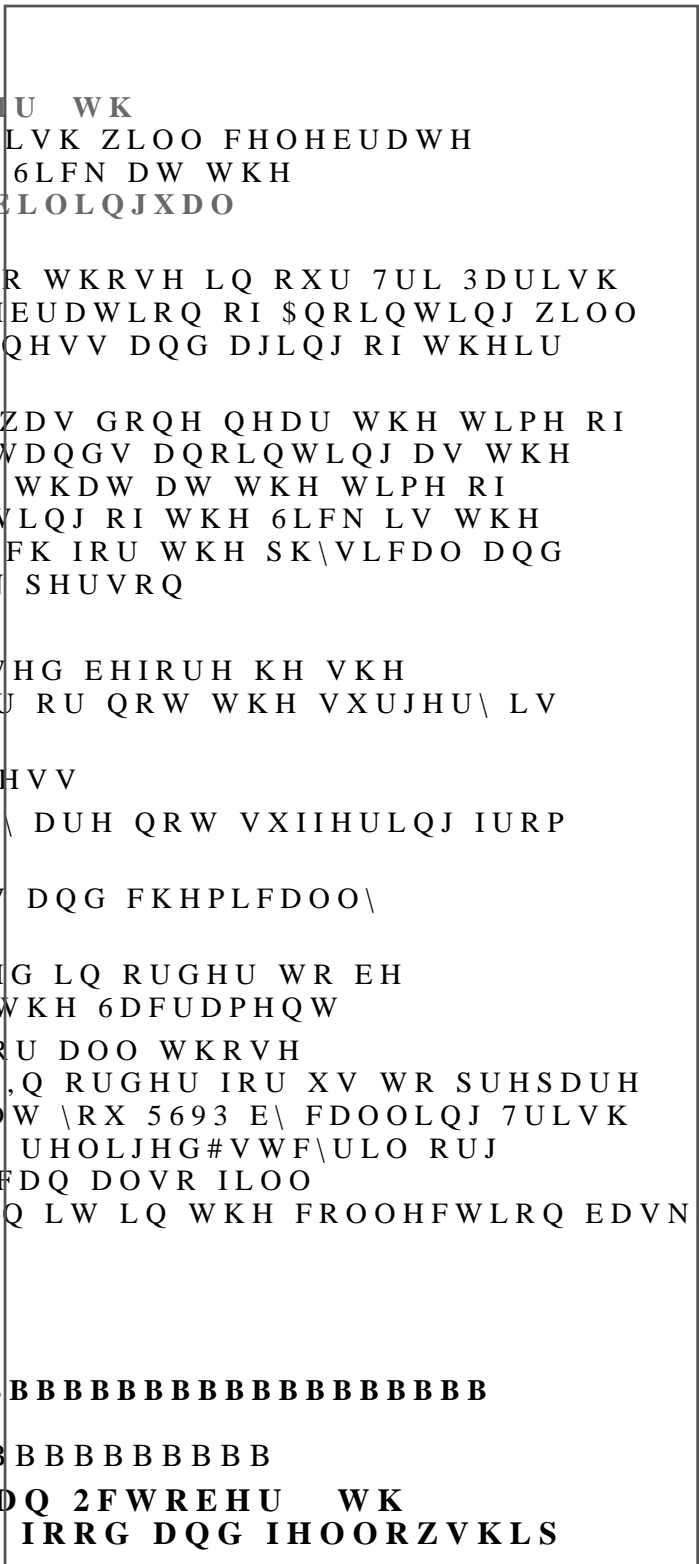 U WK
LVK ZLOO FHOHEUDWH
6LFN DW WKH
ELOLQJXDO
R WKRVH LQ RXU 7UL 3DULVK
EUDWLRQ RI $QRLQWLQJ ZLOO
QHVV DQG DJLQJ RI WKHLU
ZDV GRQH QHDU WKH WLPH RI
WDQGV DQRLQWLQJ DV WKH
WKDW DW WKH WLPH RI
LQJ RI WKH 6LFN LV WKH
FK IRU WKH SK\VLFDO DQG
SHUVRQ
HG EHIRUH KH VKH
U RU QRW WKH VXUJHU\ LV
HVV
\ DUH QRW VXIIHULQJ IURP
DQG FKHPLFDOO\
G LQ RUGHU WR EH
WKH 6DFUDPHQW
RU DOO WKRVH
,Q RUGHU IRU XV WR SUHSDUH
DW \RX 5693 E\ FDOOLQJ 7ULVK
UHOLJHG#VWF\ULO RUJ
FDQ DOVR ILOO
Q LW LQ WKH FROOHFWLRQ EDVN
BBBBBBBBBBBBBBBBBB
BBBBBBBBBB
DQ 2FWREHU WK
IRRG DQG IHOORZVKLS